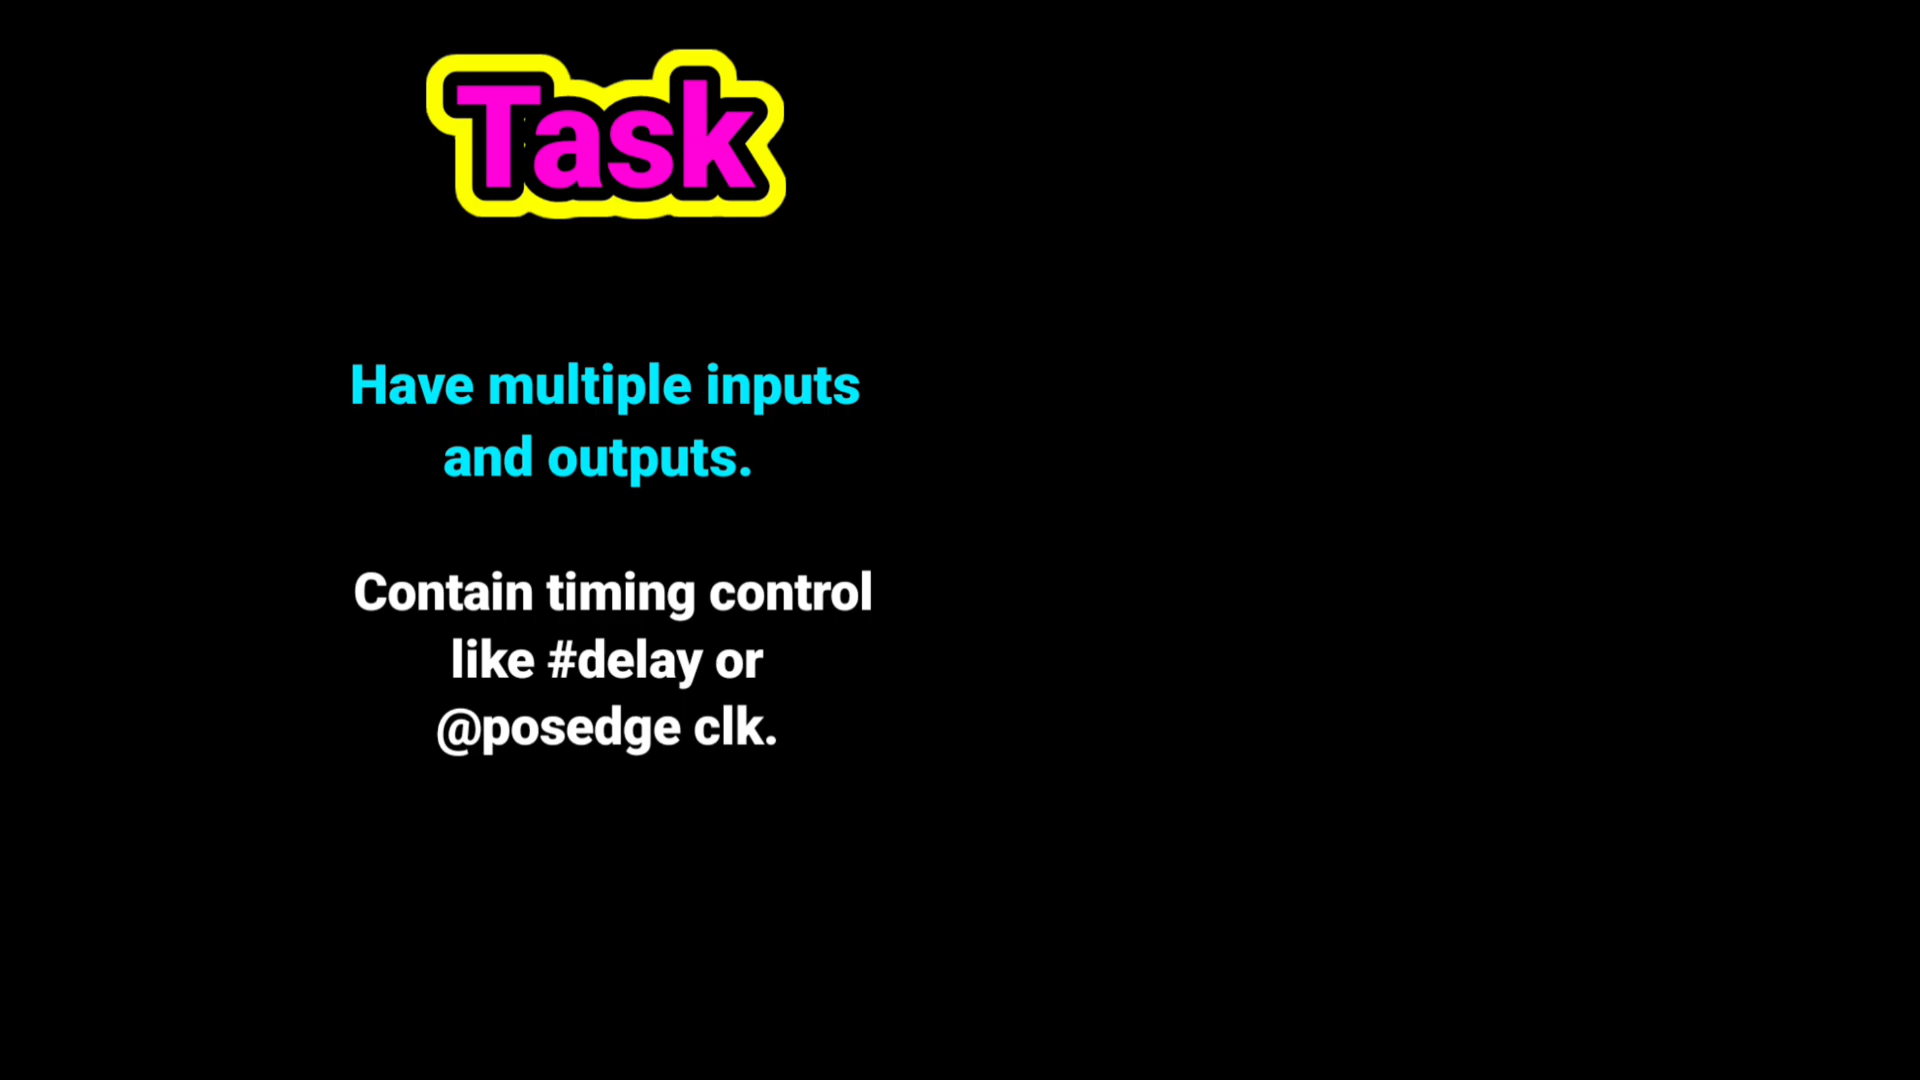 Task
Have multiple inputs
and outputs.
Contain timing control
like #delay or
@posedge clk.